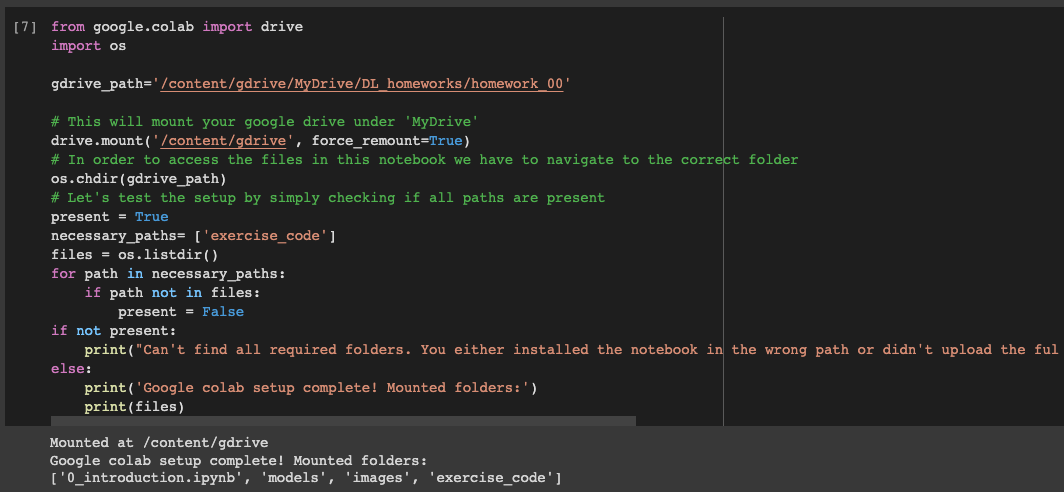 [7] from google.colab import drive
import os
gdrive_path='/content/gdrive/MyDrive/DL_homeworks/homework_00'
# This will mount your google drive under 'MyDrive'
drive.mount('/content/gdrive', force_remount=True)
# In order to access the files in this notebook we have to navigate to the correct folder
os.chdir(gdrive_path)
# Let's test the setup by simply checking if all paths are present
present = True
necessary_paths= ['exercise_code']
files = os.listdir()
for path in necessary_paths:
    if path not in files:
        present = False
if not present:
    print("Can't find all required folders. You either installed the notebook in the wrong path or didn't upload the ful
else:
    print('Google colab setup complete! Mounted folders:')
    print(files)
Mounted at /content/gdrive
Google colab setup complete! Mounted folders:
['0_introduction.ipynb', 'models', 'images', 'exercise_code']